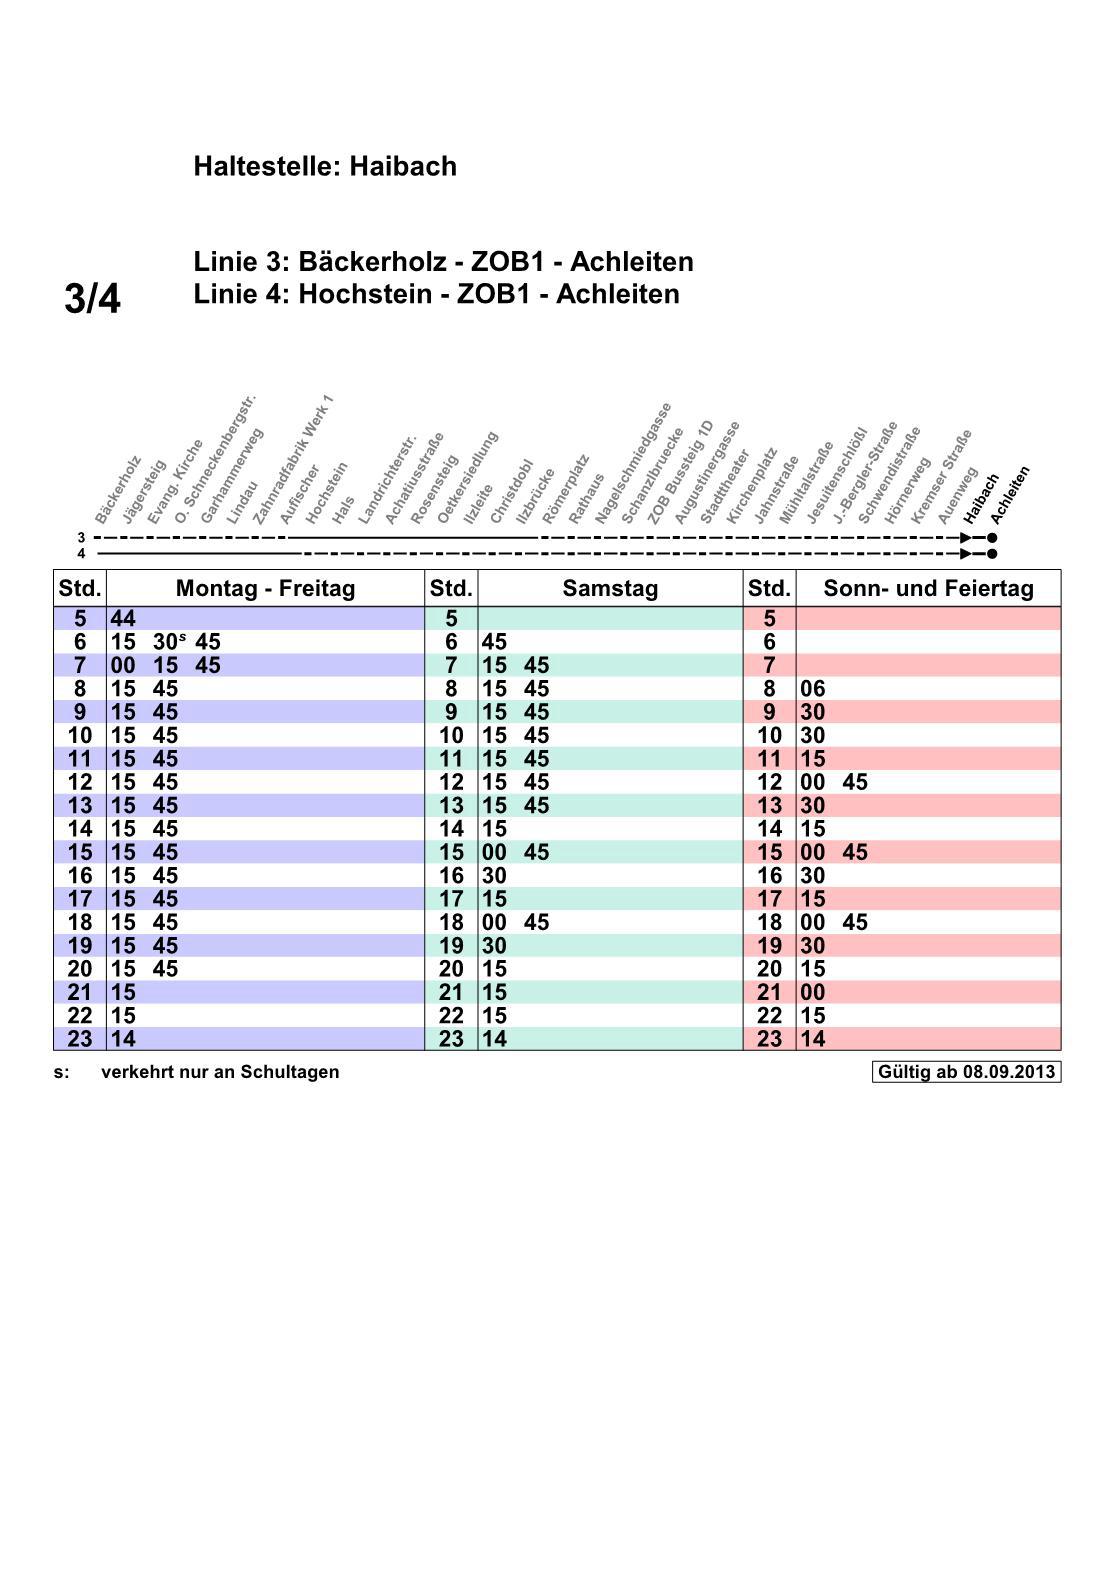 Haltestelle: Haibach
Linie 3: Bäckerholz - ZOB1 - Achleiten
3/4
Linie 4: Hochstein - ZOB1 - Achleiten
Bäckerholz
Jägersteig
Evang. Kirche
O. Schneckenbergstr.
Garhammerweg
Lindau
Zahnradfabrik Werk 1
Aufischer
Hochstein
Hals
Landrichterstr.
Achatiusstraße
Rosensteig
Oetkersiedlung
Ilzleite
Christdobl
Ilzbrücke
Römerplatz
Rathaus
Nagelschmiedgasse
Schanzlbruecke
ZOB Bussteig 1D
Augustinergasse
Stadttheater
Kirchenplatz
Jahnstraße
Mühltalstraße
Jesuitenschlößl
J.-Bergler-Straße
Schwendistraße
Hörnerweg
Kremser Straße
Auenweg
Haibach
Achleiten
3
4
Std. Montag - Freitag Std. Samstag Std. Sonn- und Feiertag
5 44 5 5
6 15 30s 45 6 45 6
7 00 15 45 7 15 45 7
8 15 45 8 15 45 8 06
9 15 45 9 15 45 9 30
10 15 45 10 15 45 10 30
11 15 45 11 15 45 11 15
12 15 45 12 15 45 12 00 45
13 15 45 13 15 45 13 30
14 15 45 14 15 14 15
15 15 45 15 00 45 15 00 45
16 15 45 16 30 16 30
17 15 45 17 15 17 15
18 15 45 18 00 45 18 00 45
19 15 45 19 30 19 30
20 15 45 20 15 20 15
21 15 21 15 21 00
22 15 22 15 22 15
23 14 23 14 23 14
s: verkehrt nur an Schultagen Gültig ab 08.09.2013